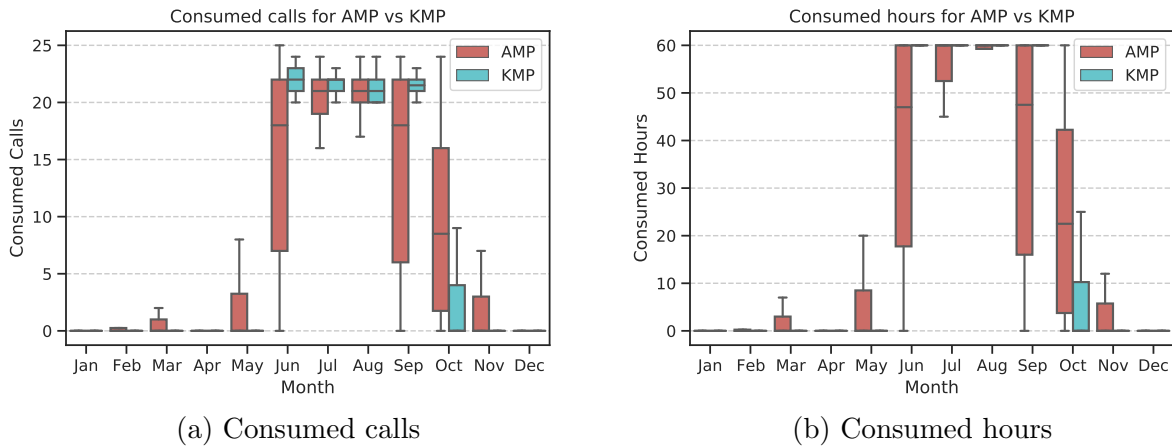 Consumed calls for AMP vs KMP
25
20
15
10
5
0
Consumed Calls
AMP
KMP
Jan Feb Mar Apr May Jun Jul Aug Sep Oct Nov Dec
Month
(a) Consumed calls
Consumed hours for AMP vs KMP
60
50
40
30
20
10
0
Consumed Hours
AMP
KMP
Jan Feb Mar Apr May Jun Jul Aug Sep Oct Nov Dec
Month
(b) Consumed hours